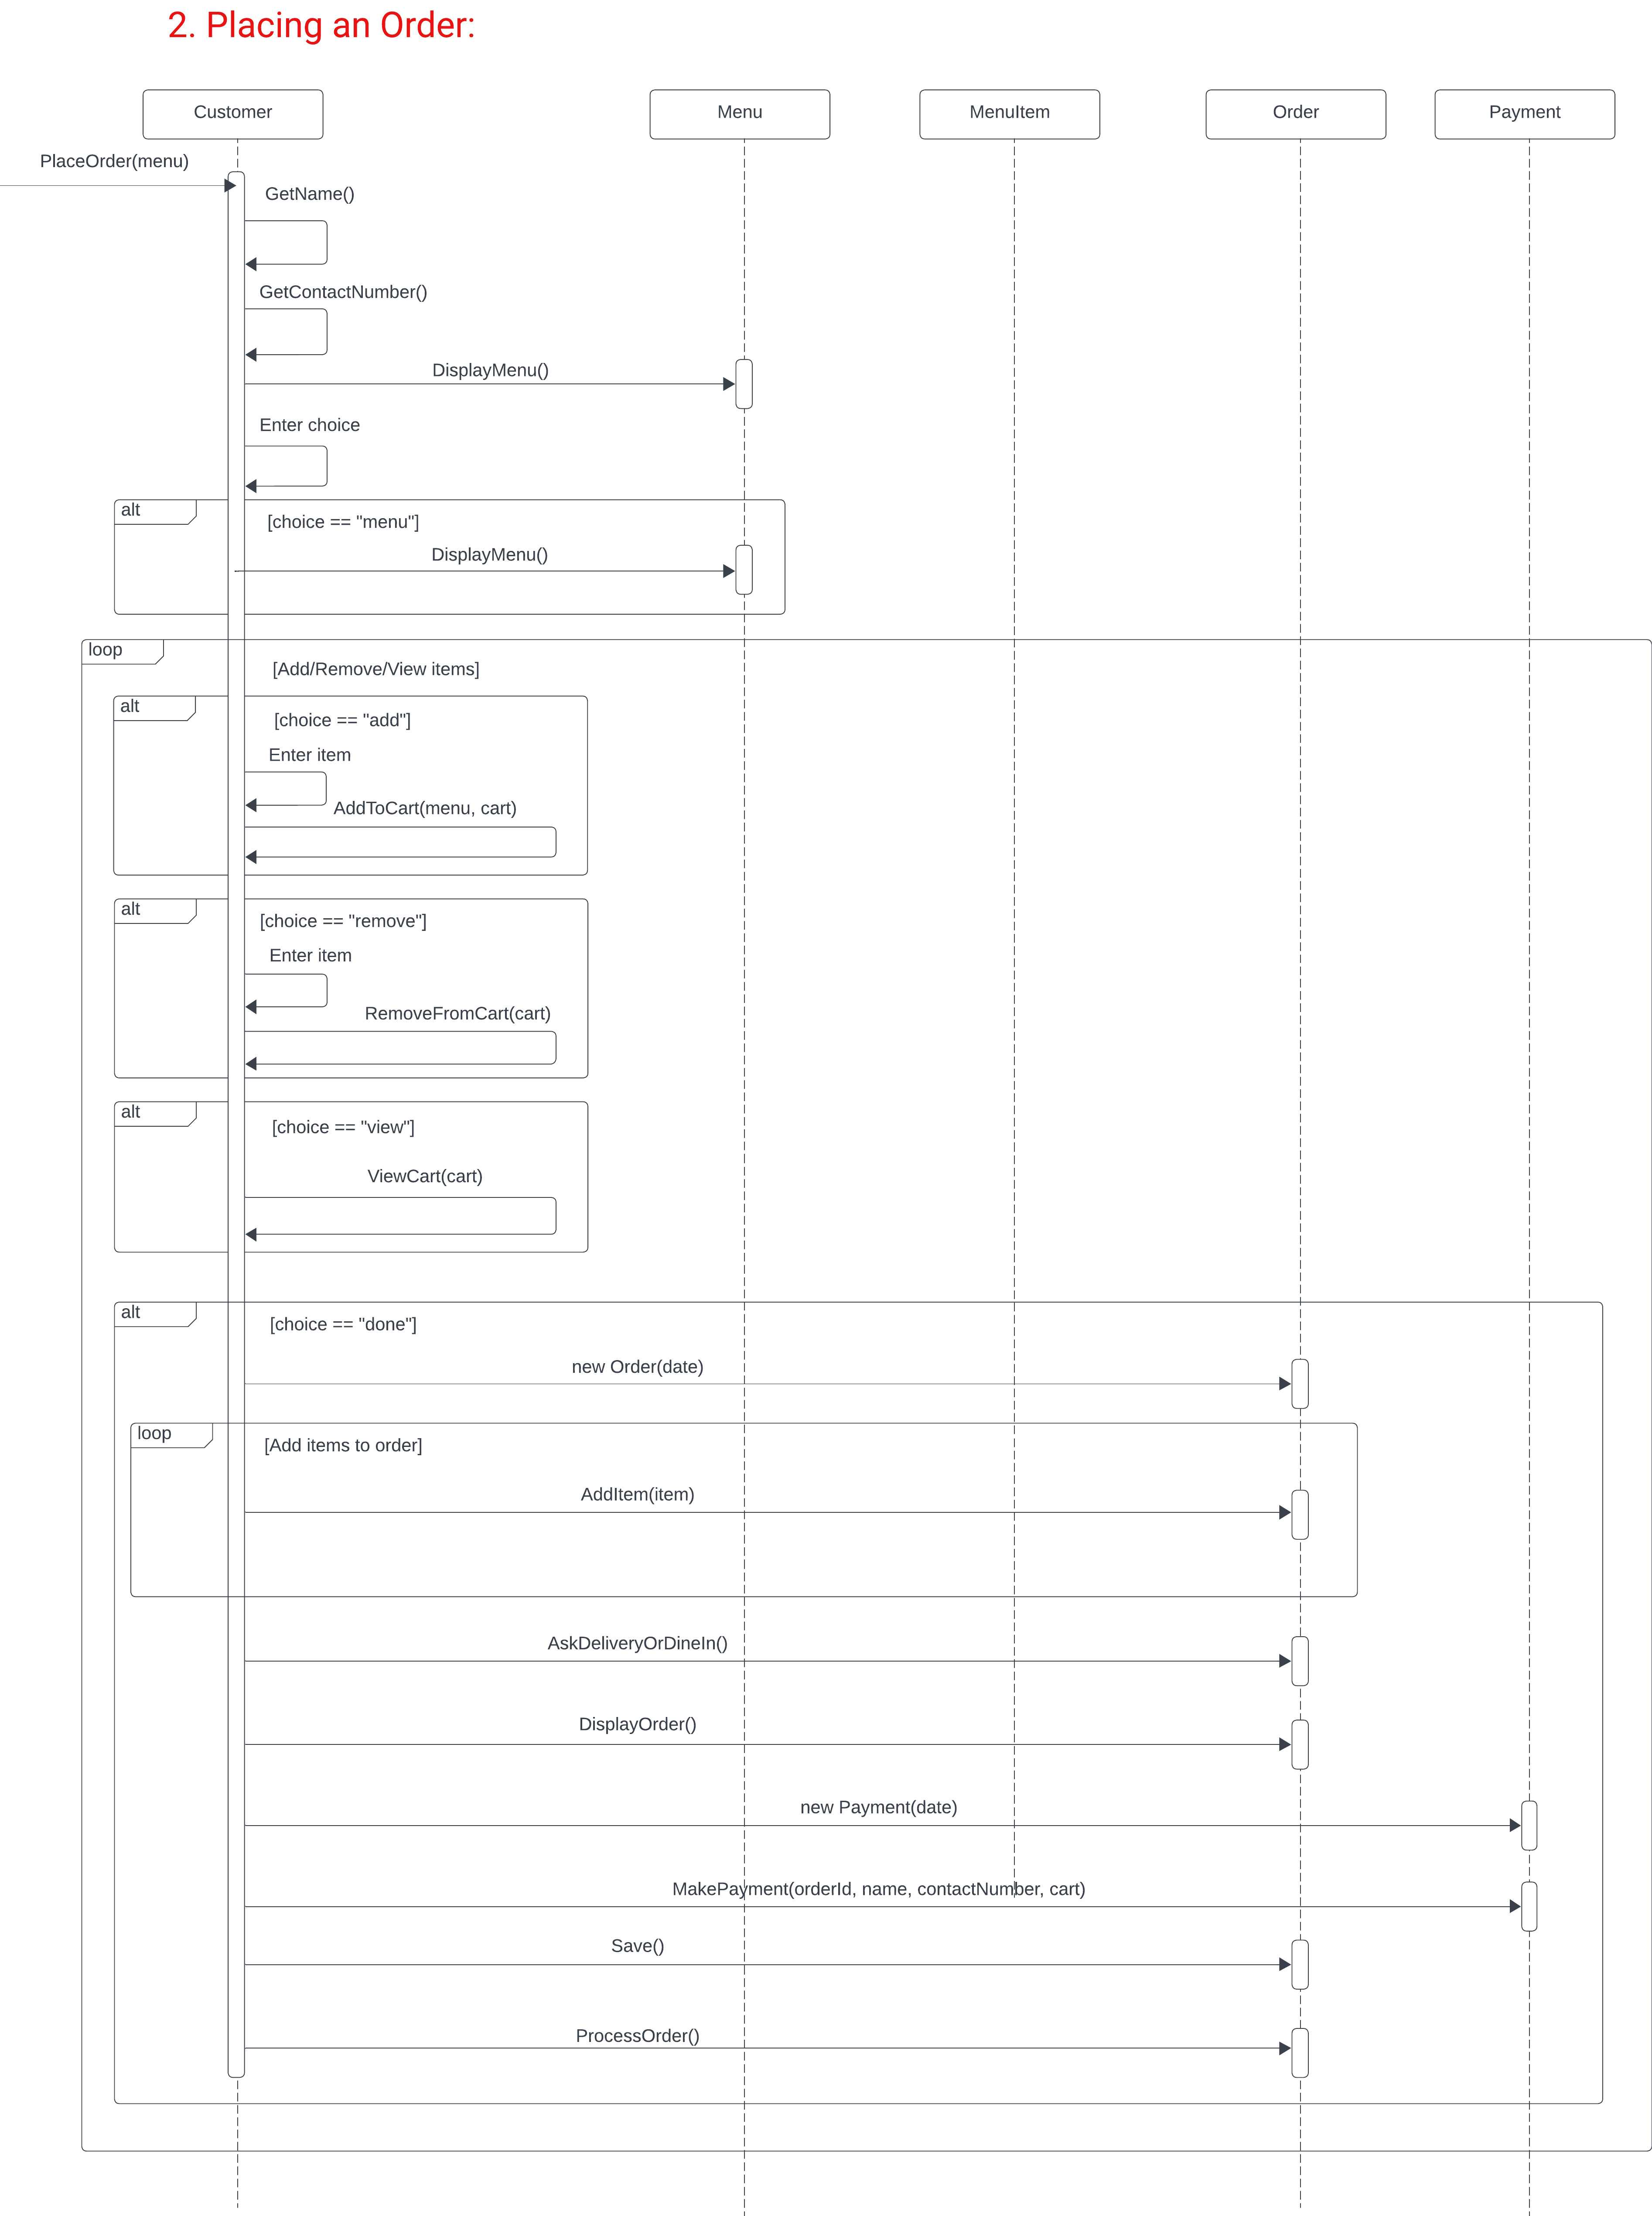 2. Placing an Order:
Customer
Menu
MenuItem
Order
Payment
PlaceOrder(menu)
GetName()
GetContactNumber()
DisplayMenu()
Enter choice
alt
[choice == "menu"]
DisplayMenu()
loop
[Add/Remove/View items]
alt
[choice == "add"]
Enter item
AddToCart(menu, cart)
alt
[choice == "remove"]
Enter item
RemoveFromCart(cart)
alt
[choice == "view"]
ViewCart(cart)
alt
[choice == "done"]
new Order(date)
loop
[Add items to order]
AddItem(item)
AskDeliveryOrDineIn()
DisplayOrder()
new Payment(date)
MakePayment(orderId, name, contactNumber, cart)
Save()
ProcessOrder()